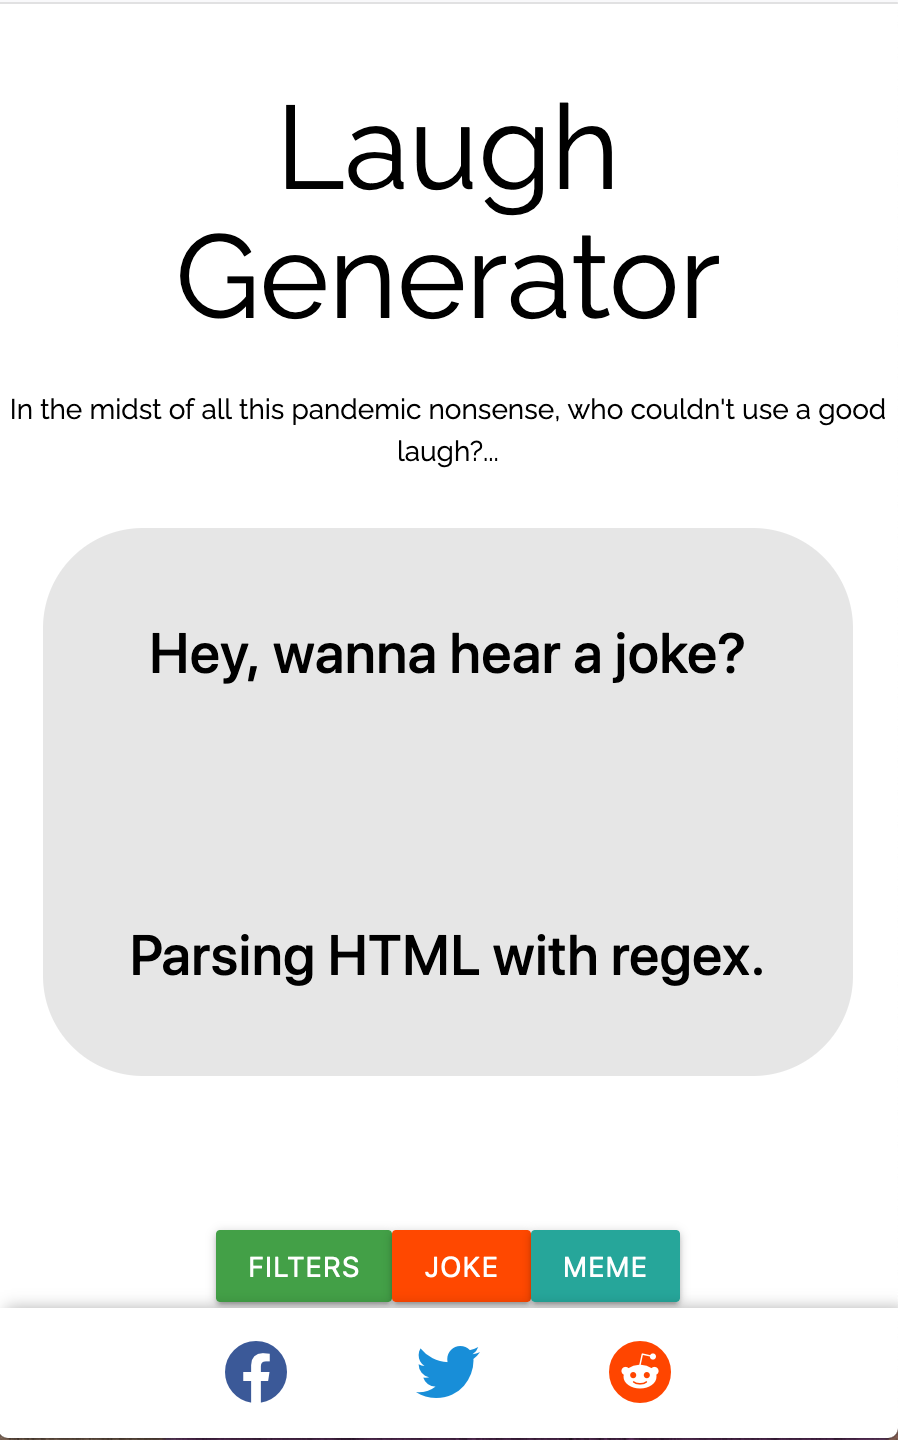 Laugh
Generator
In the midst of all this pandemic nonsense, who couldn't use a good
laugh?...
Hey, wanna hear a joke?
Parsing HTML with regex.
FILTERS JOKE MEME